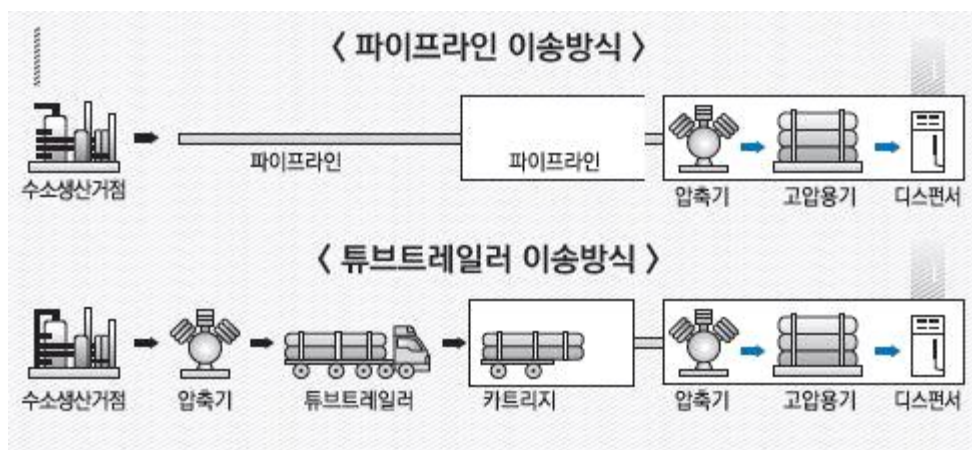 < 파이프라인 이송방식 >
파이프라인
파이프라인
수소생산거점
압축기
고압용기
디스펜서
< 튜브트레일러 이송방식 >
수소생산거점
압축기
튜브트레일러
카트리지
압축기
고압용기
디스펜서